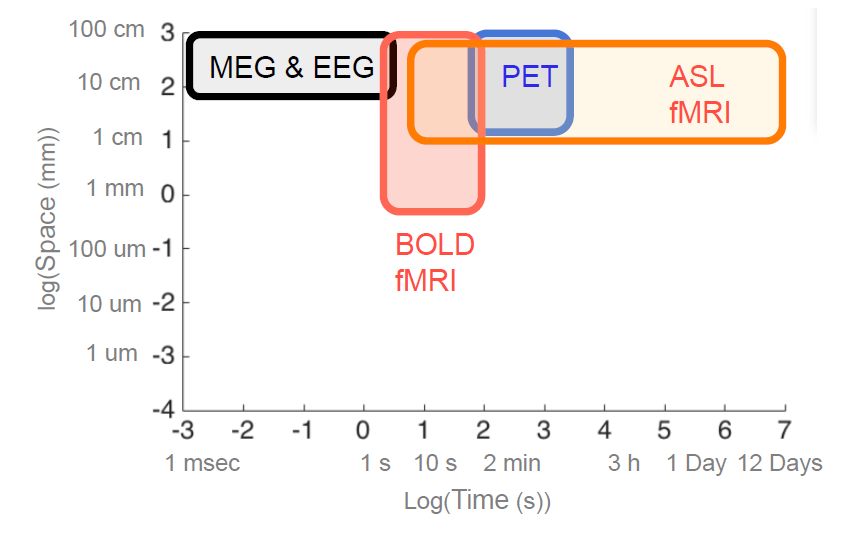 100 cm 3
10 cm 2
1 cm 1
1 mm 0
100 um -1
10 um -2
1 um -3
-4
log(Space (mm))
MEG & EEG
PET
ASL
fMRI
BOLD
fMRI
-3 -2 -1 0 1 2 3 4 5 6 7
1 msec 1 s 10 s 2 min 3 h 1 Day 12 Days
Log(Time (s))